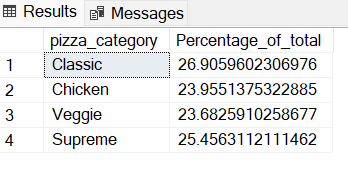 Results Messages
pizza_category Percentage_of_total
1 Classic 26.9059602306976
2 Chicken 23.9551375322885
3 Veggie 23.6825910258677
4 Supreme 25.4563112111462